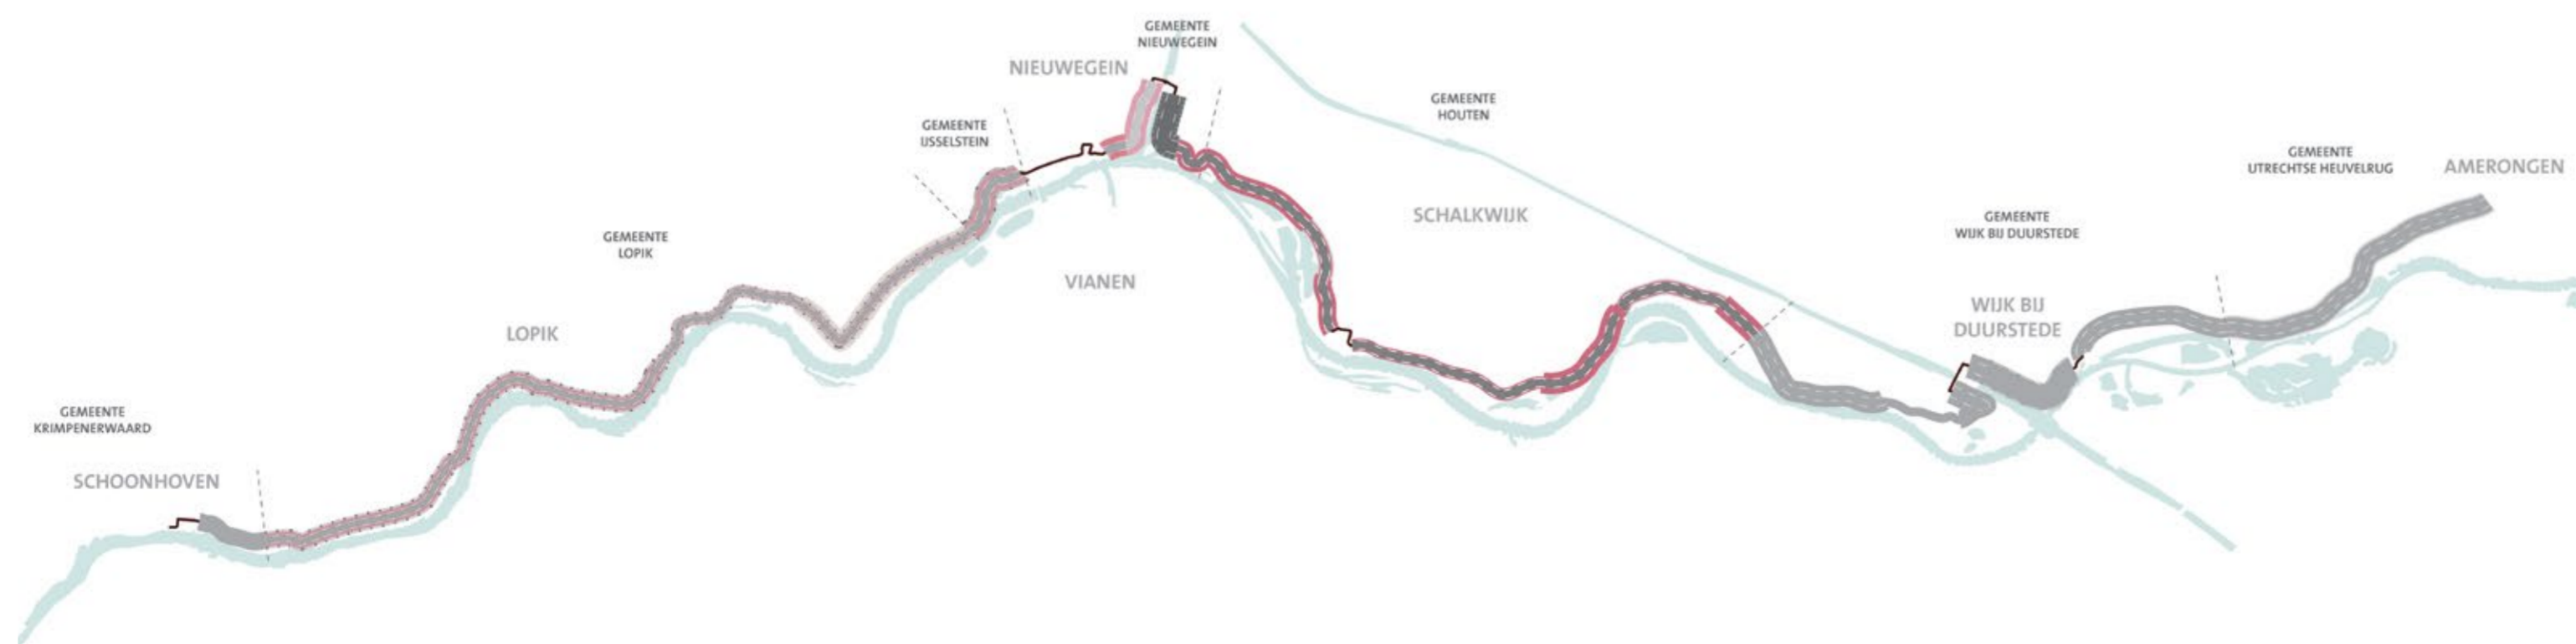 GEMEENTE
NIEUWEGEIN
NIEUWEGEIN
GEMEENTE
HOUTEN
GEMEENTE
IJSSELSTEIN
GEMEENTE
UTRECHTSE HEUVELRUG
AMERONGEN
GEMEENTE
LOPIK
SCHALKWIJK
GEMEENTE
WIJK BIJ DUURSTEDE
VIANEN
LOPIK
WIJK BIJ
DUURSTEDE
GEMEENTE
KRIMPENERWAARD
SCHOONHOVEN